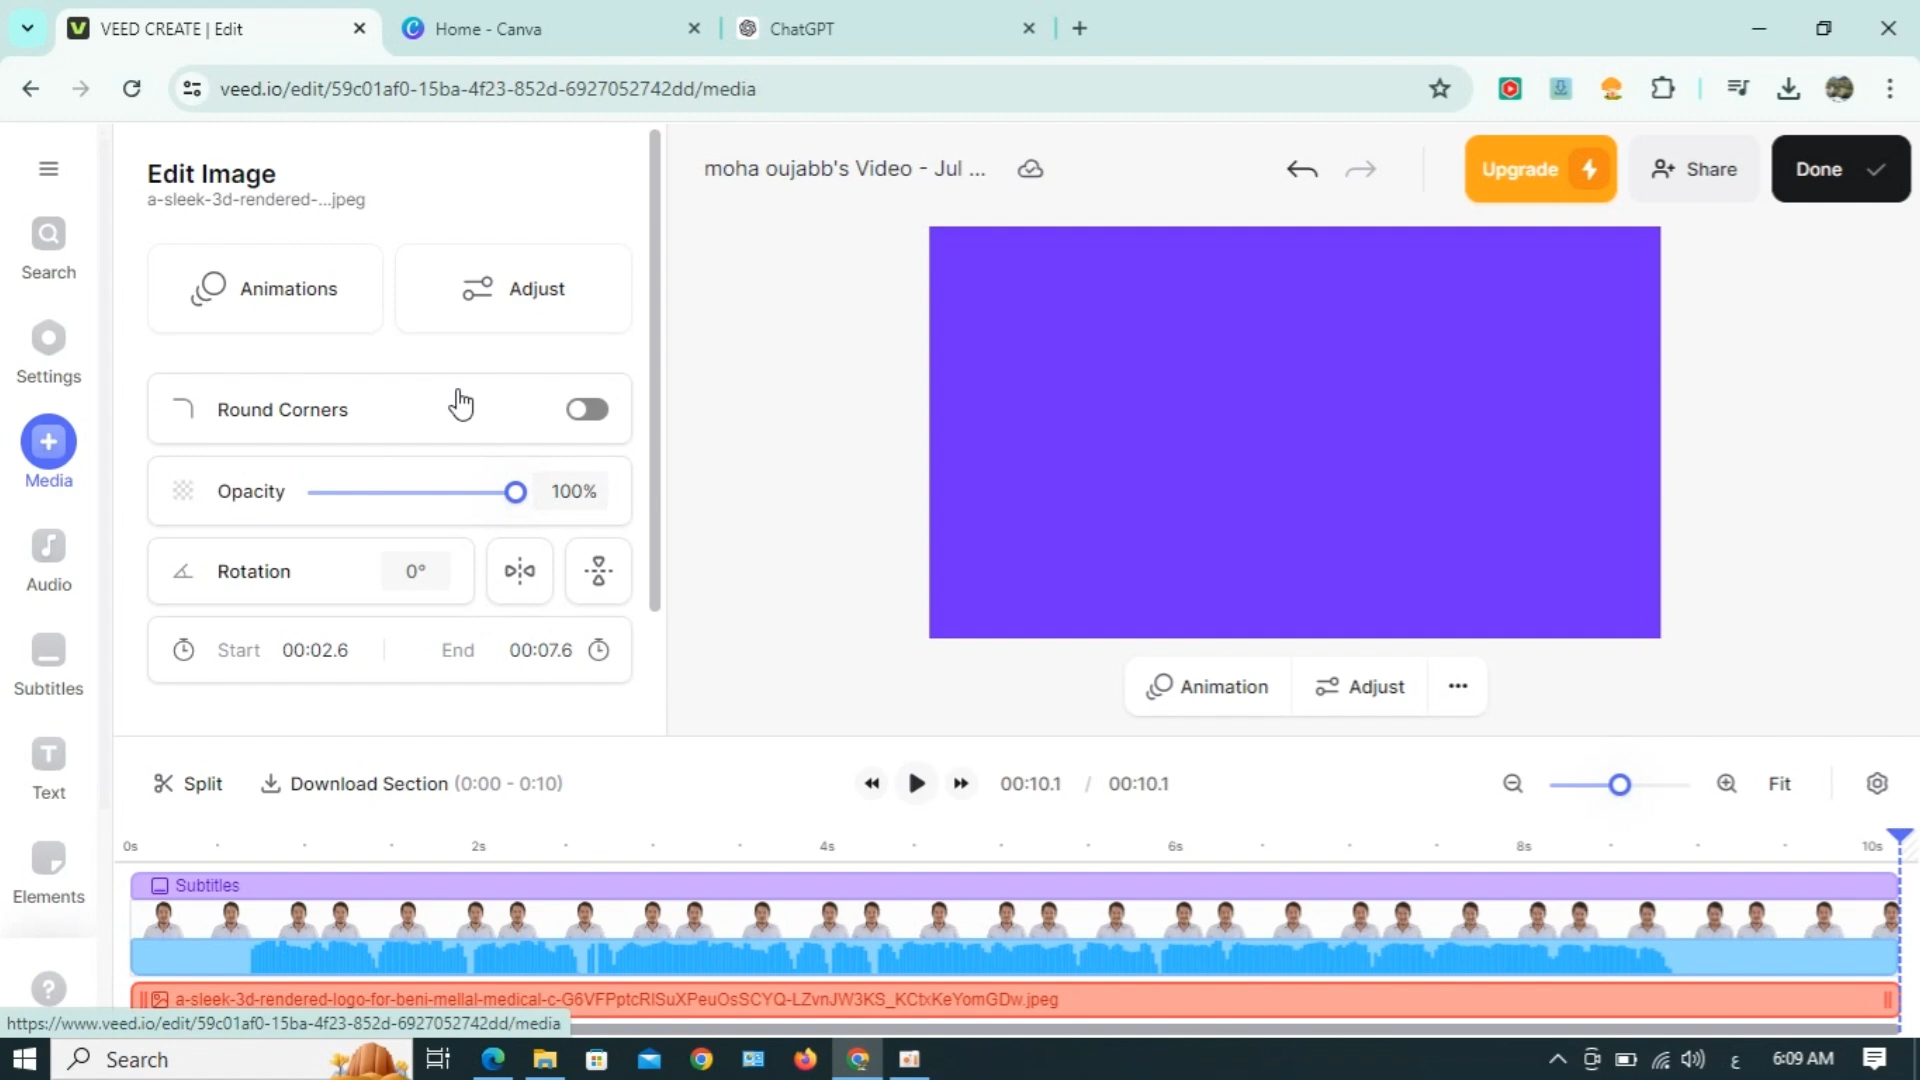 VEED CREATE | Edit
Home - Canva
ChatGPT
veed.io/edit/59c01af0-15ba-4f23-852d-6927052742dd/media
Edit Image
a-sleek-3d-rendered-...jpeg
moha oujabb's Video - Jul ...
Upgrade
Share
Done
Search
Settings
Media
Audio
Subtitles
Text
Elements
Animations
Adjust
Round Corners
Opacity
100%
Rotation
0°
Start 00:02.6
End 00:07.6
Animation
Adjust
Split
Download Section (0:00 - 0:10)
00:10.1 / 00:10.1
Fit
0s 2s 4s 6s 8s 10s
Subtitles
a-sleek-3d-rendered-logo-for-beni-mellal-medical-c-G6VFPptcRlSuXPeuOsSCYQ-LZvnJW3KS_KCtxKeYomGDw.jpeg
https://www.veed.io/edit/59c01af0-15ba-4f23-852d-6927052742dd/media
Search
ع
6:09 AM